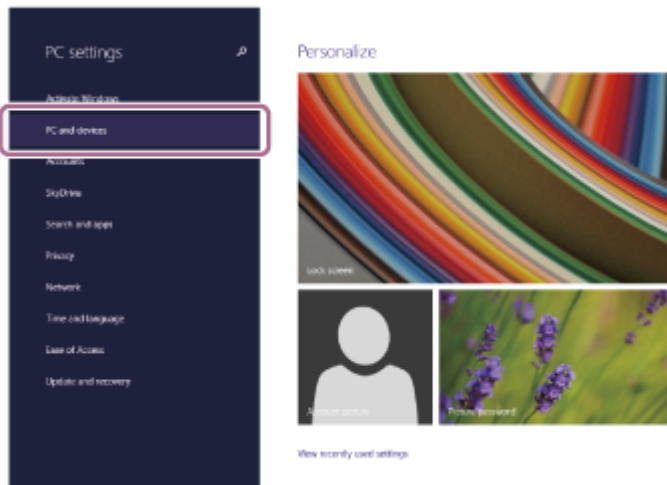 PC settings
Activate Windows
PC and devices
Accounts
SkyDrive
Search and apps
Privacy
Network
Time and language
Ease of Access
Update and recovery
Personalize
Lock screen
Account picture
Picture password
View recently used settings